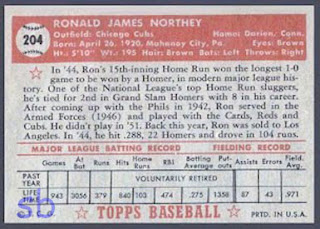 204
RONALD JAMES NORTHEY
Outfield: Chicago Cubs Home: Darien, Conn.
Born: April 26, 1920, Mahanoy City, Pa. Eyes: Brown
Ht.: 5'10" Wt.: 195 Hair: Brown Bats: Left Throws: Right
☆ In '44, Ron's 15th-inning Home Run won the longest 1-0
game to be won by a Homer, in modern major league his-
tory. One of the National League's top Home Run sluggers,
he's tied for 2nd in Grand Slam Homers with 8 in his career.
After coming up with the Phils in 1942, Ron served in the
Armed Forces (1946) and played with the Cards, Reds and
Cubs. He didn't play in '51. Back this year, Ron was sold to
Los Angeles. In '44, he hit .288, 22 Homers and drove in 104 runs.
MAJOR LEAGUE BATTING RECORD FIELDING RECORD
Games At Bat Runs Hits Home Runs RBI Batting Average Put-outs Assists Errors Field. Avg.
PAST YEAR VOLUNTARILY RETIRED
LIFE TIME 943 3056 379 840 103 474 .275 1358 87 43 .971
SD
TOPPS BASEBALL PRTD. IN U.S.A.